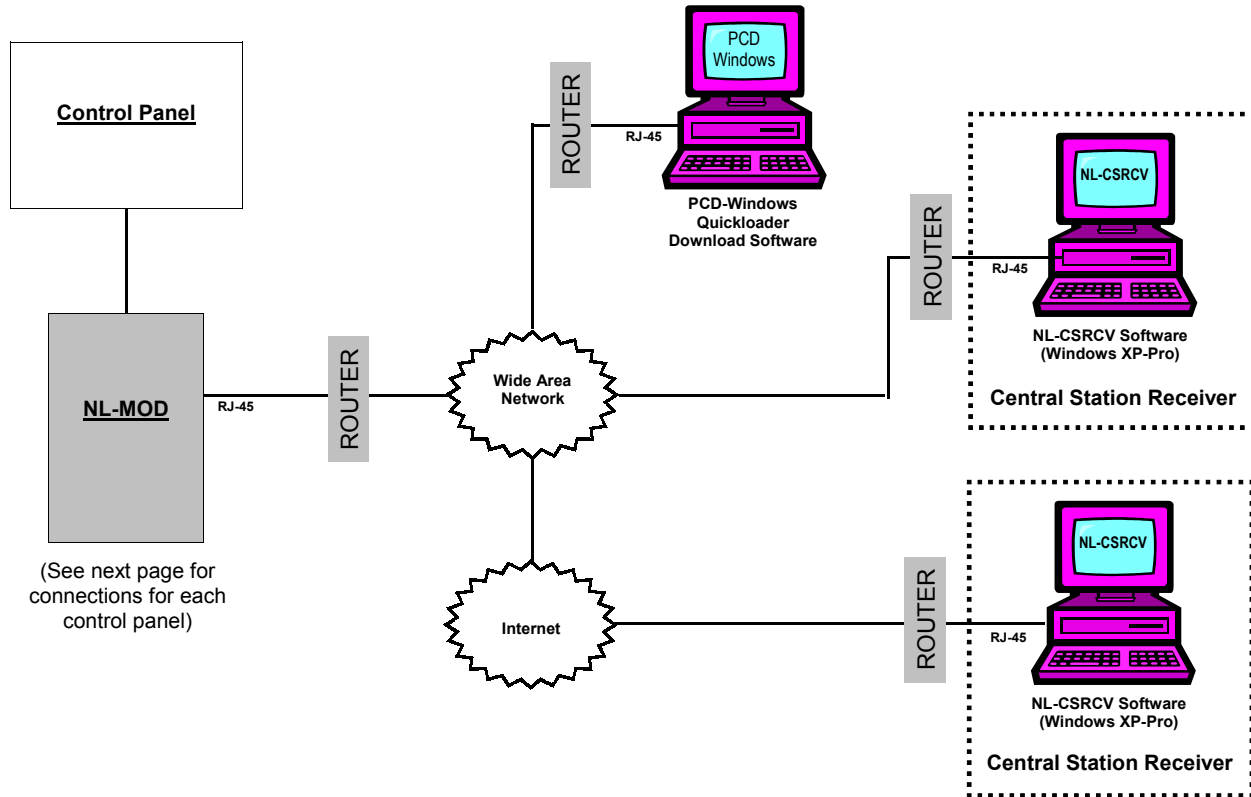 Control Panel
NL-MOD
(See next page for
connections for each
control panel)
RJ-45
ROUTER
Wide Area
Network
Internet
ROUTER
RJ-45
PCD
Windows
PCD-Windows
Quickloader
Download Software
ROUTER
RJ-45
NL-CSRCV
NL-CSRCV Software
(Windows XP-Pro)
Central Station Receiver
ROUTER
RJ-45
NL-CSRCV
NL-CSRCV Software
(Windows XP-Pro)
Central Station Receiver